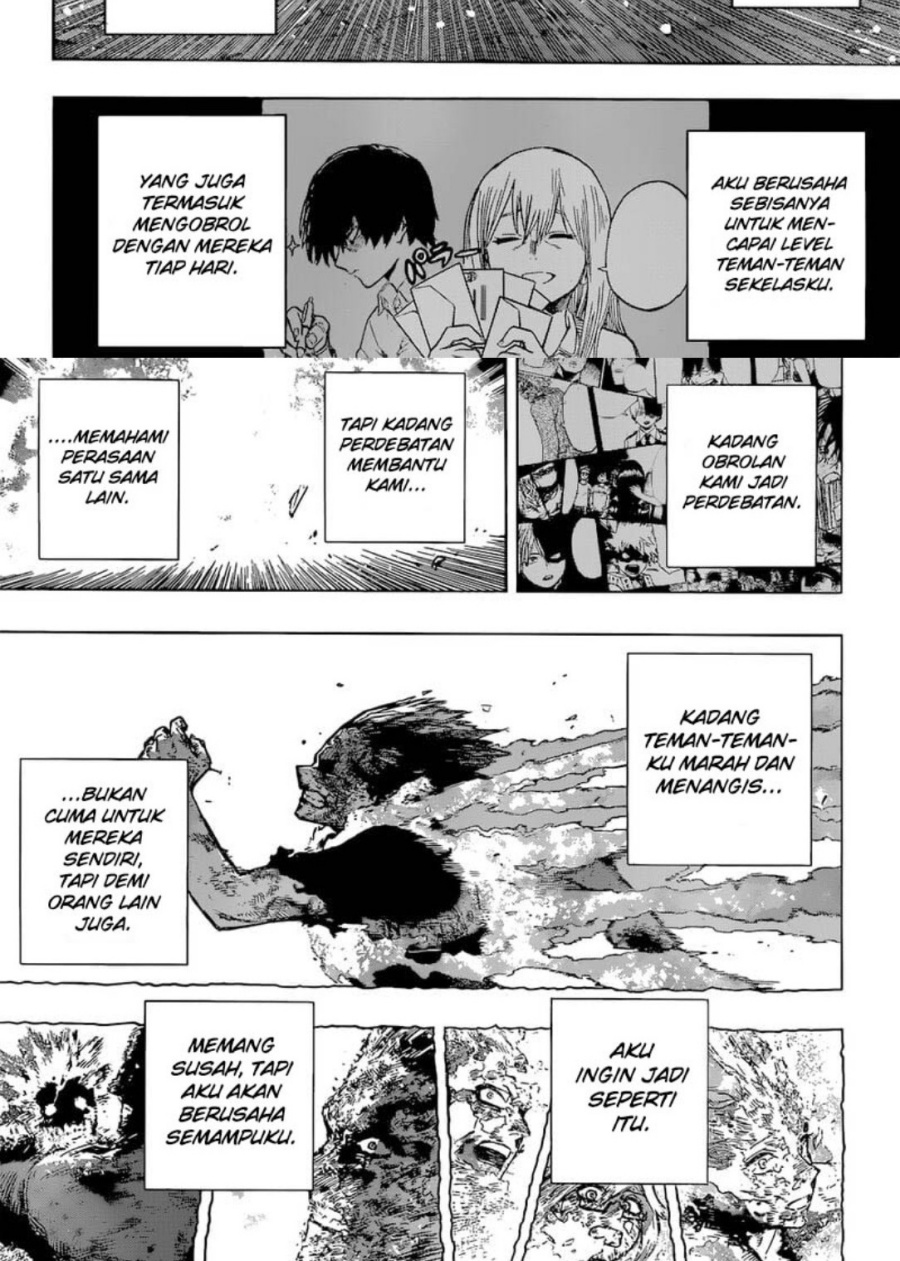 AKU BERUSAHA
SEBISANYA
UNTUK MEN-
CAPAI LEVEL
TEMAN-TEMAN
SEKELASKU.
YANG JUGA
TERMASUK
MENGOBROL
DENGAN MEREKA
TIAP HARI.
KADANG
OBROLAN
KAMI JADI
PERDEBATAN.
TAPI KADANG
PERDEBATAN
MEMBANTU
KAMI...
....MEMAHAMI
PERASAAN
SATU SAMA
LAIN.
KADANG
TEMAN-TEMAN-
KU MARAH DAN
MENANGIS...
...BUKAN
CUMA UNTUK
MEREKA
SENDIRI,
TAPI DEMI
ORANG LAIN
JUGA.
AKU
INGIN JADI
SEPERTI
ITU.
MEMANG
SUSAH, TAPI
AKU AKAN
BERUSAHA
SEMAMPUKU.